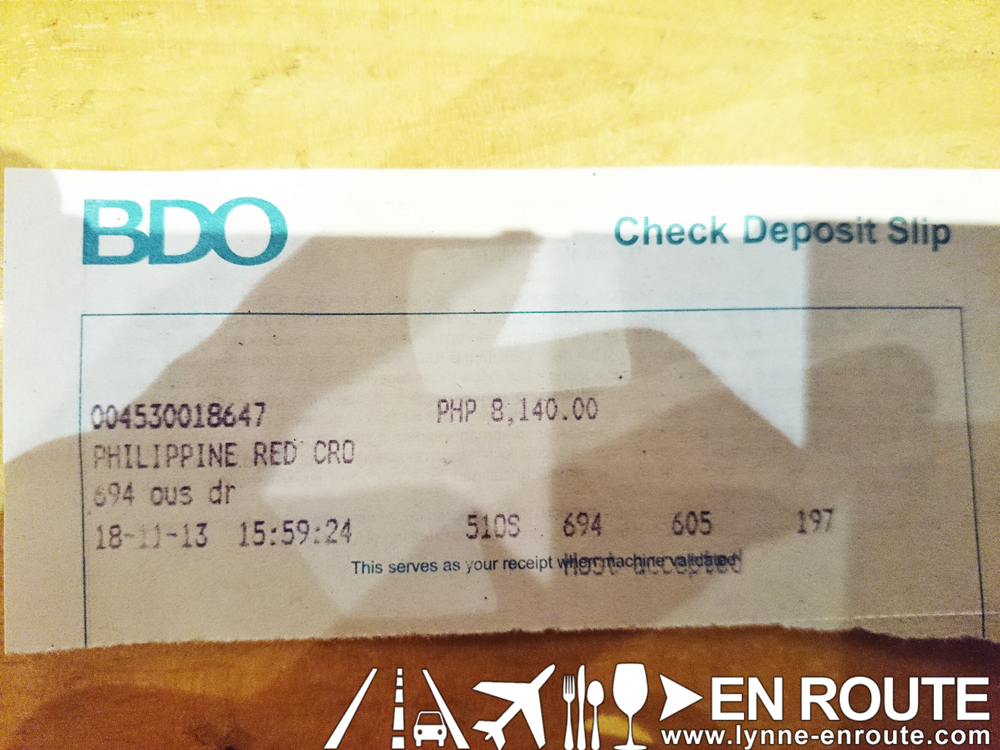 BDO Check Deposit Slip
004530018647 PHP 8,140.00
PHILIPPINE RED CRO
694 ous dr
18-11-13 15:59:24 510S 694 605 197
This serves as your receipt when machine validated
Host accepted
EN ROUTE
www.lynne-enroute.com